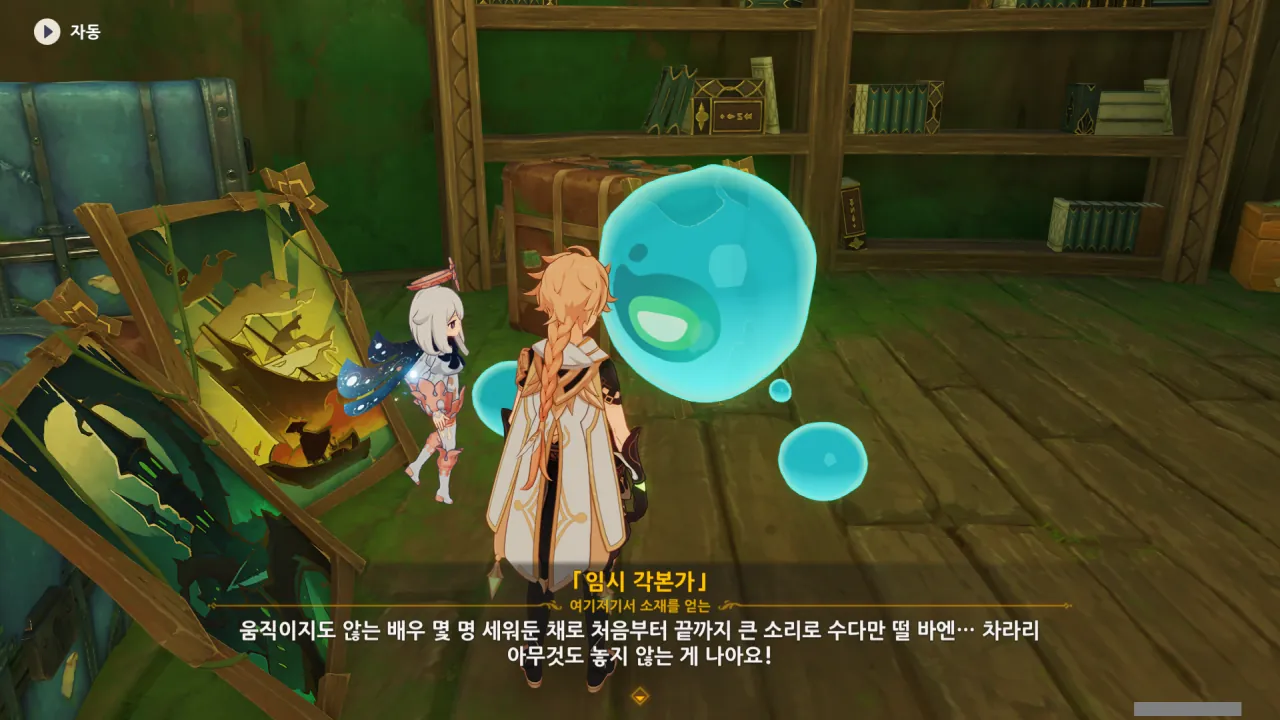 자동
「임시 각본가」
여기저기서 소재를 얻는
움직이지도 않는 배우 몇 명 세워둔 채로 처음부터 끝까지 큰 소리로 수다만 떨 바엔… 차라리
아무것도 놓지 않는 게 나아요!